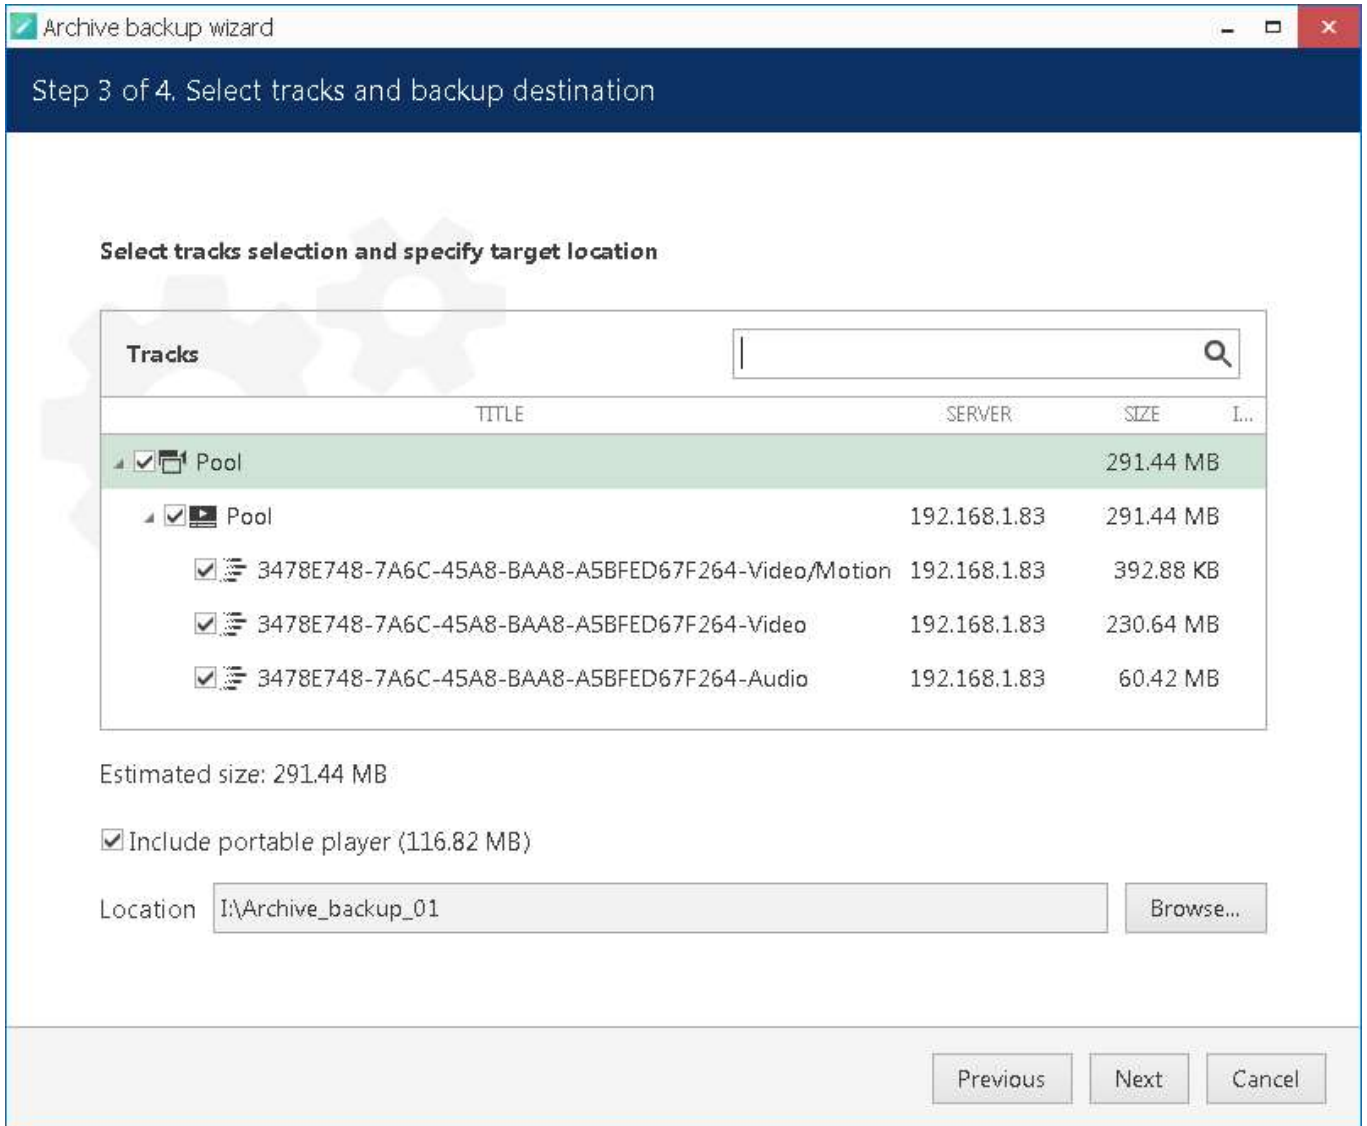 Archive backup wizard
Step 3 of 4. Select tracks and backup destination
Select tracks selection and specify target location
Tracks
TITLE SERVER SIZE I...
Pool 291.44 MB
Pool 192.168.1.83 291.44 MB
3478E748-7A6C-45A8-BAA8-A5BFED67F264-Video/Motion 192.168.1.83 392.88 KB
3478E748-7A6C-45A8-BAA8-A5BFED67F264-Video 192.168.1.83 230.64 MB
3478E748-7A6C-45A8-BAA8-A5BFED67F264-Audio 192.168.1.83 60.42 MB
Estimated size: 291.44 MB
Include portable player (116.82 MB)
Location I:\Archive_backup_01 Browse...
Previous Next Cancel